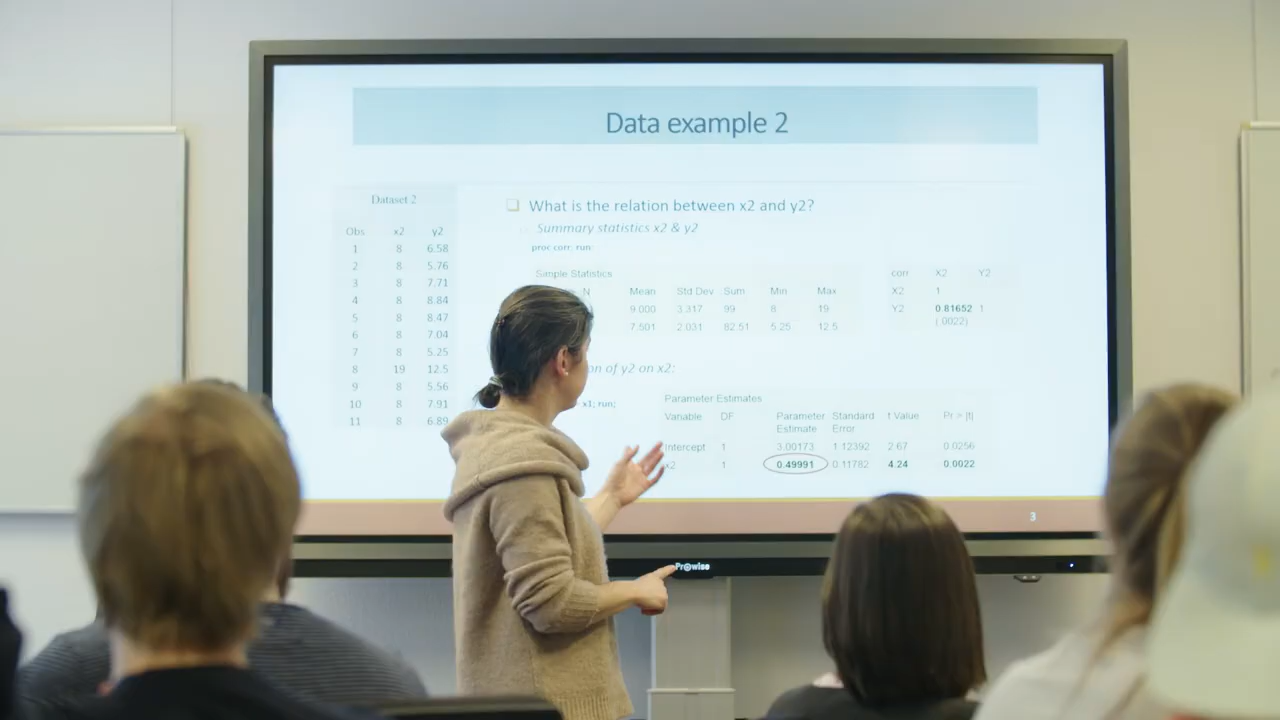 Data example 2
Dataset 2
Obs x2 y2
1 8 6.58
2 8 5.76
3 8 7.71
4 8 8.84
5 8 8.47
6 8 7.04
7 8 5.25
8 19 12.5
9 8 5.56
10 8 7.91
11 8 6.89
What is the relation between x2 and y2?
Summary statistics x2 & y2
proc corr; run;
Simple Statistics
N Mean Std Dev Sum Min Max
9.000 3.317 99 8 19
7.501 2.031 82.51 5.25 12.5
corr X2 Y2
X2 1
Y2 0.81652 1
(.0022)
on of y2 on x2:
x1; run;
Parameter Estimates
Variable DF Parameter Estimate Standard Error t Value Pr > |t|
Intercept 1 3.00173 1.12392 2.67 0.0256
x2 1 0.49991 0.11782 4.24 0.0022
3
Prowise